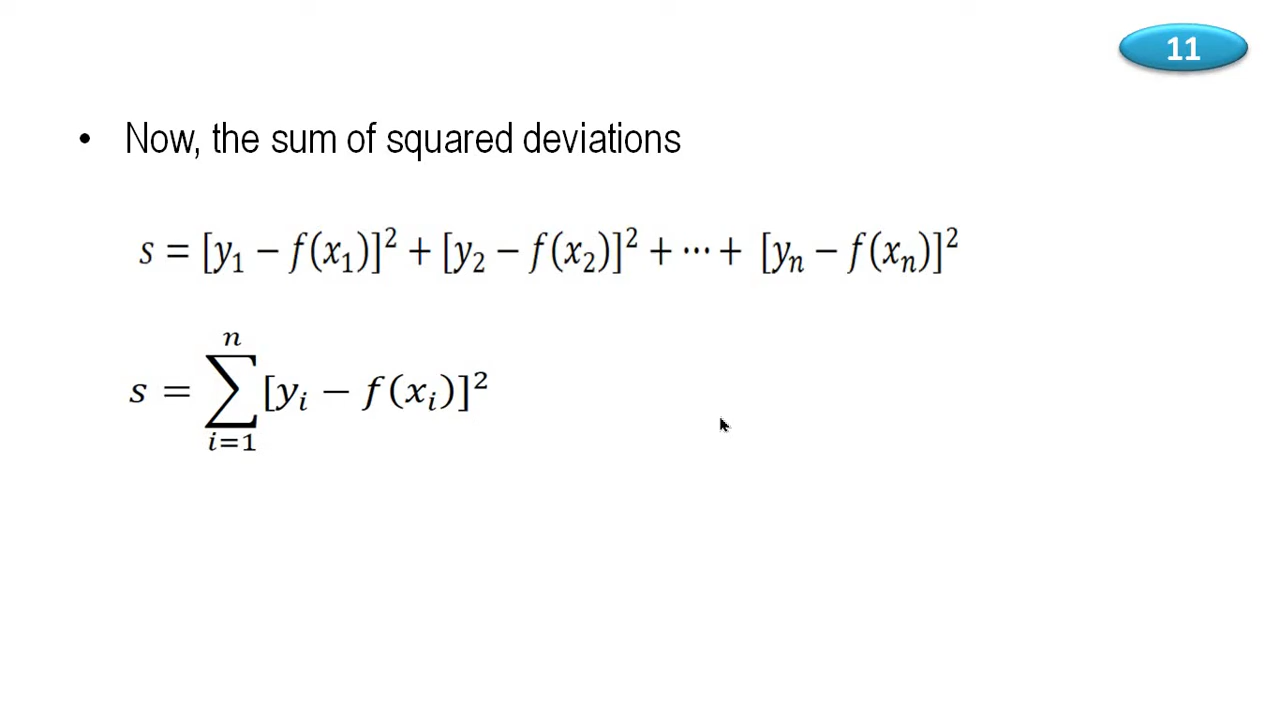 11
• Now, the sum of squared deviations
s = [y₁ − f(x₁)]² + [y₂ − f(x₂)]² + ⋯ + [yₙ − f(xₙ)]²
n
s = ∑ [yᵢ − f(xᵢ)]²
i=1